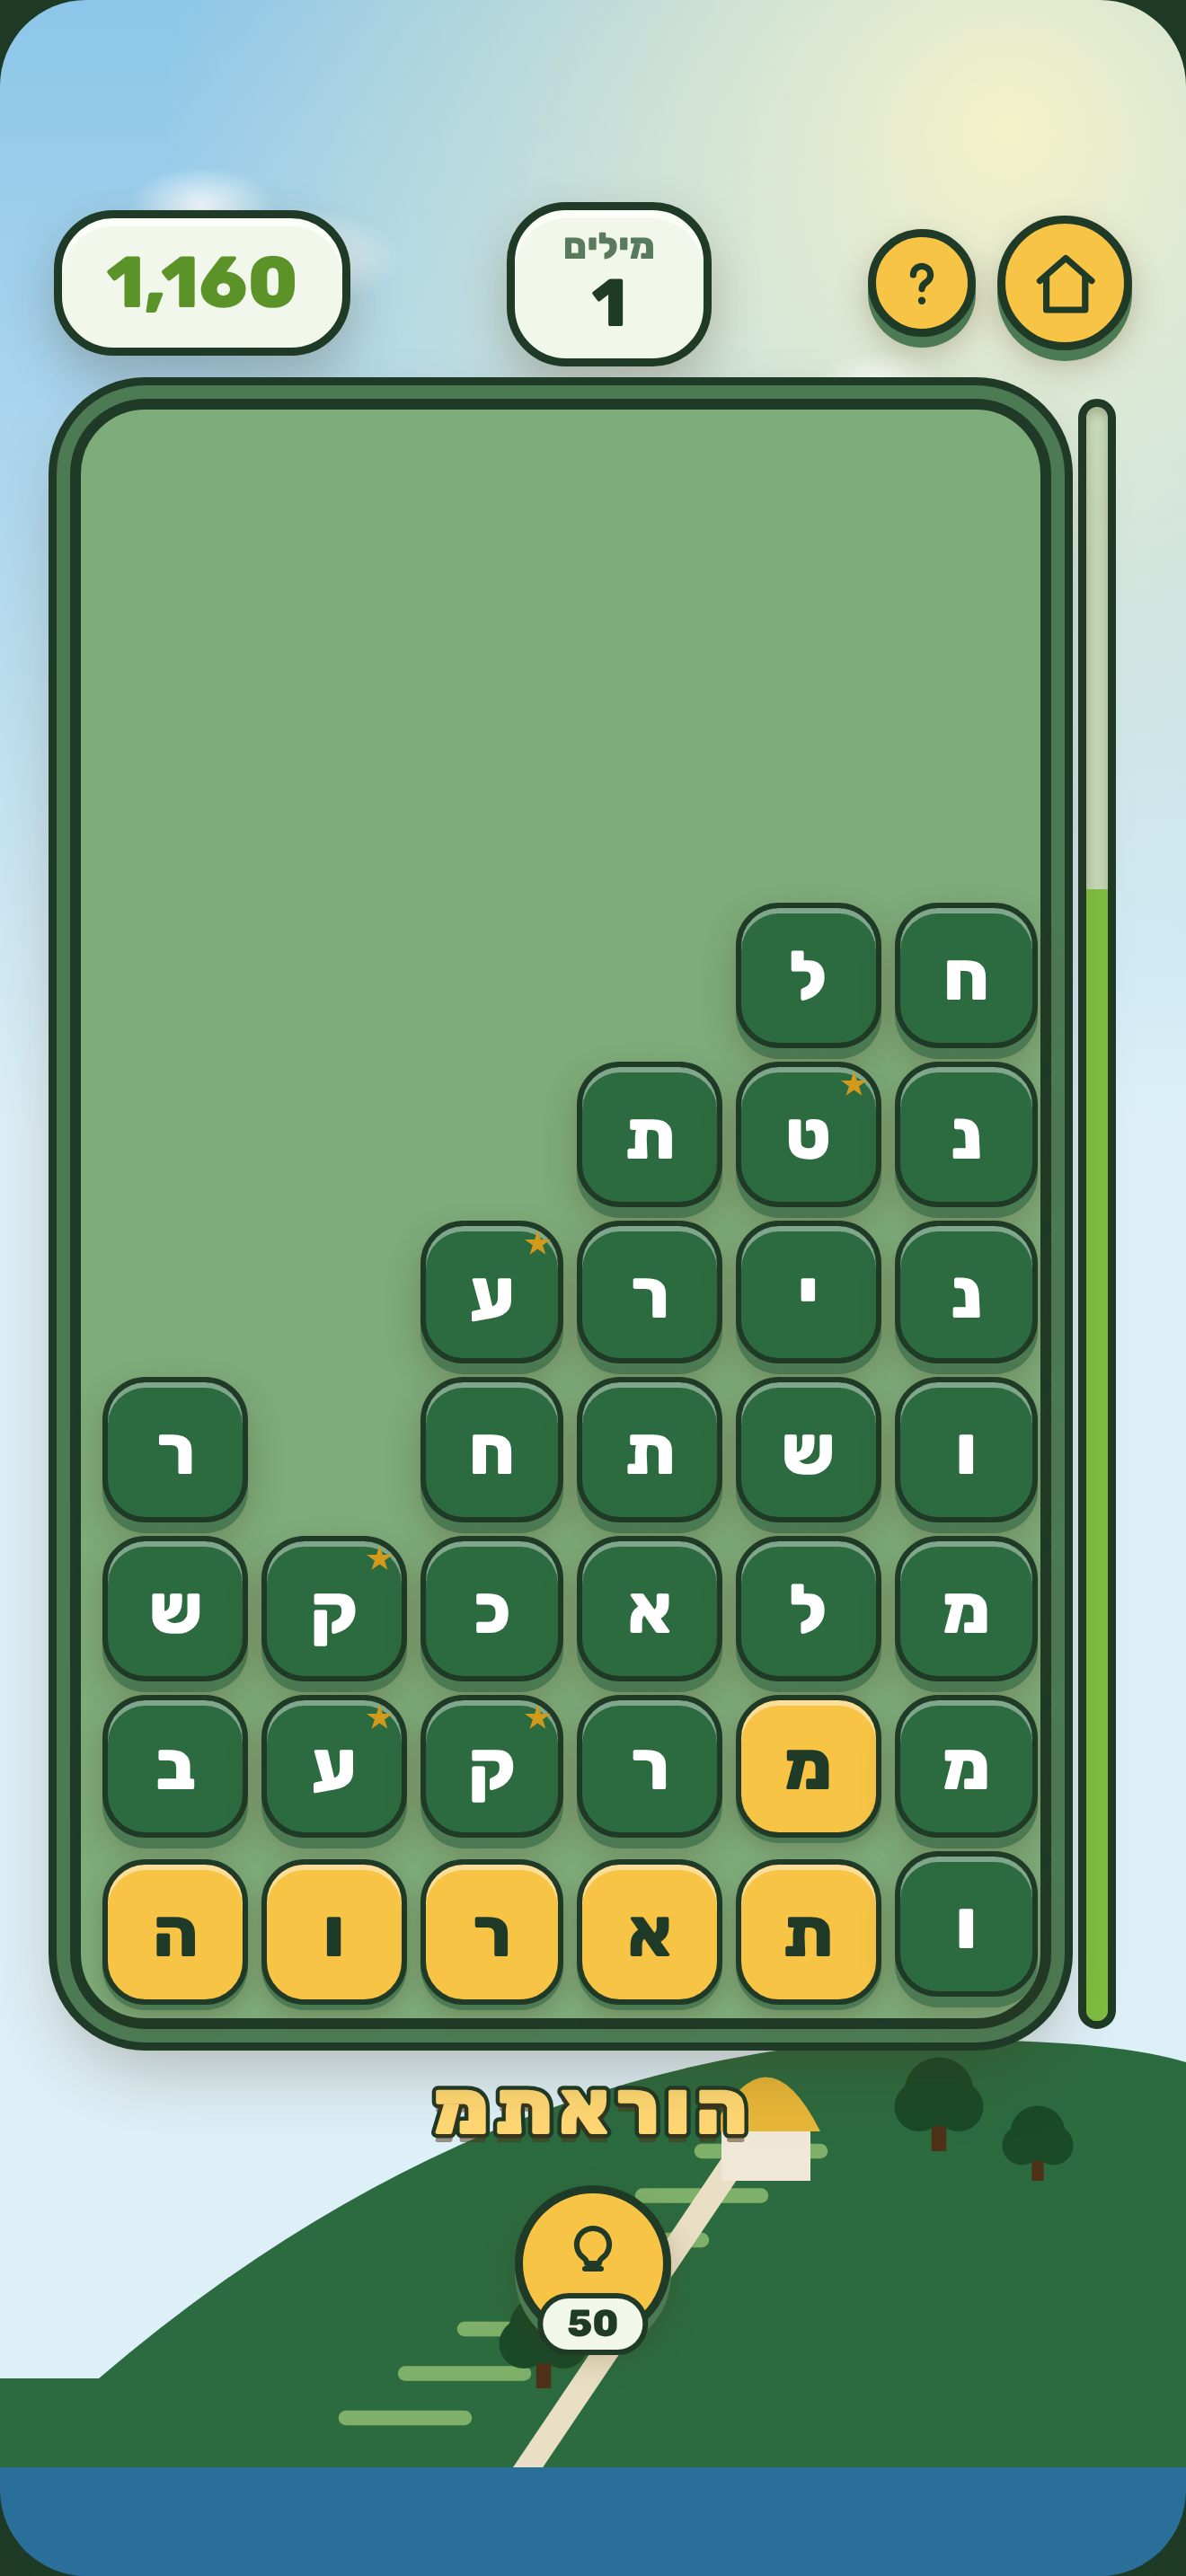 1,160
מילים
1
?
ח ל
נ ט ת
נ י ר ע
ו ש ת ח ר
מ ל א כ ק ש
מ מ ר ק ע ב
ו ת א ר ו ה
הוראתמ
50